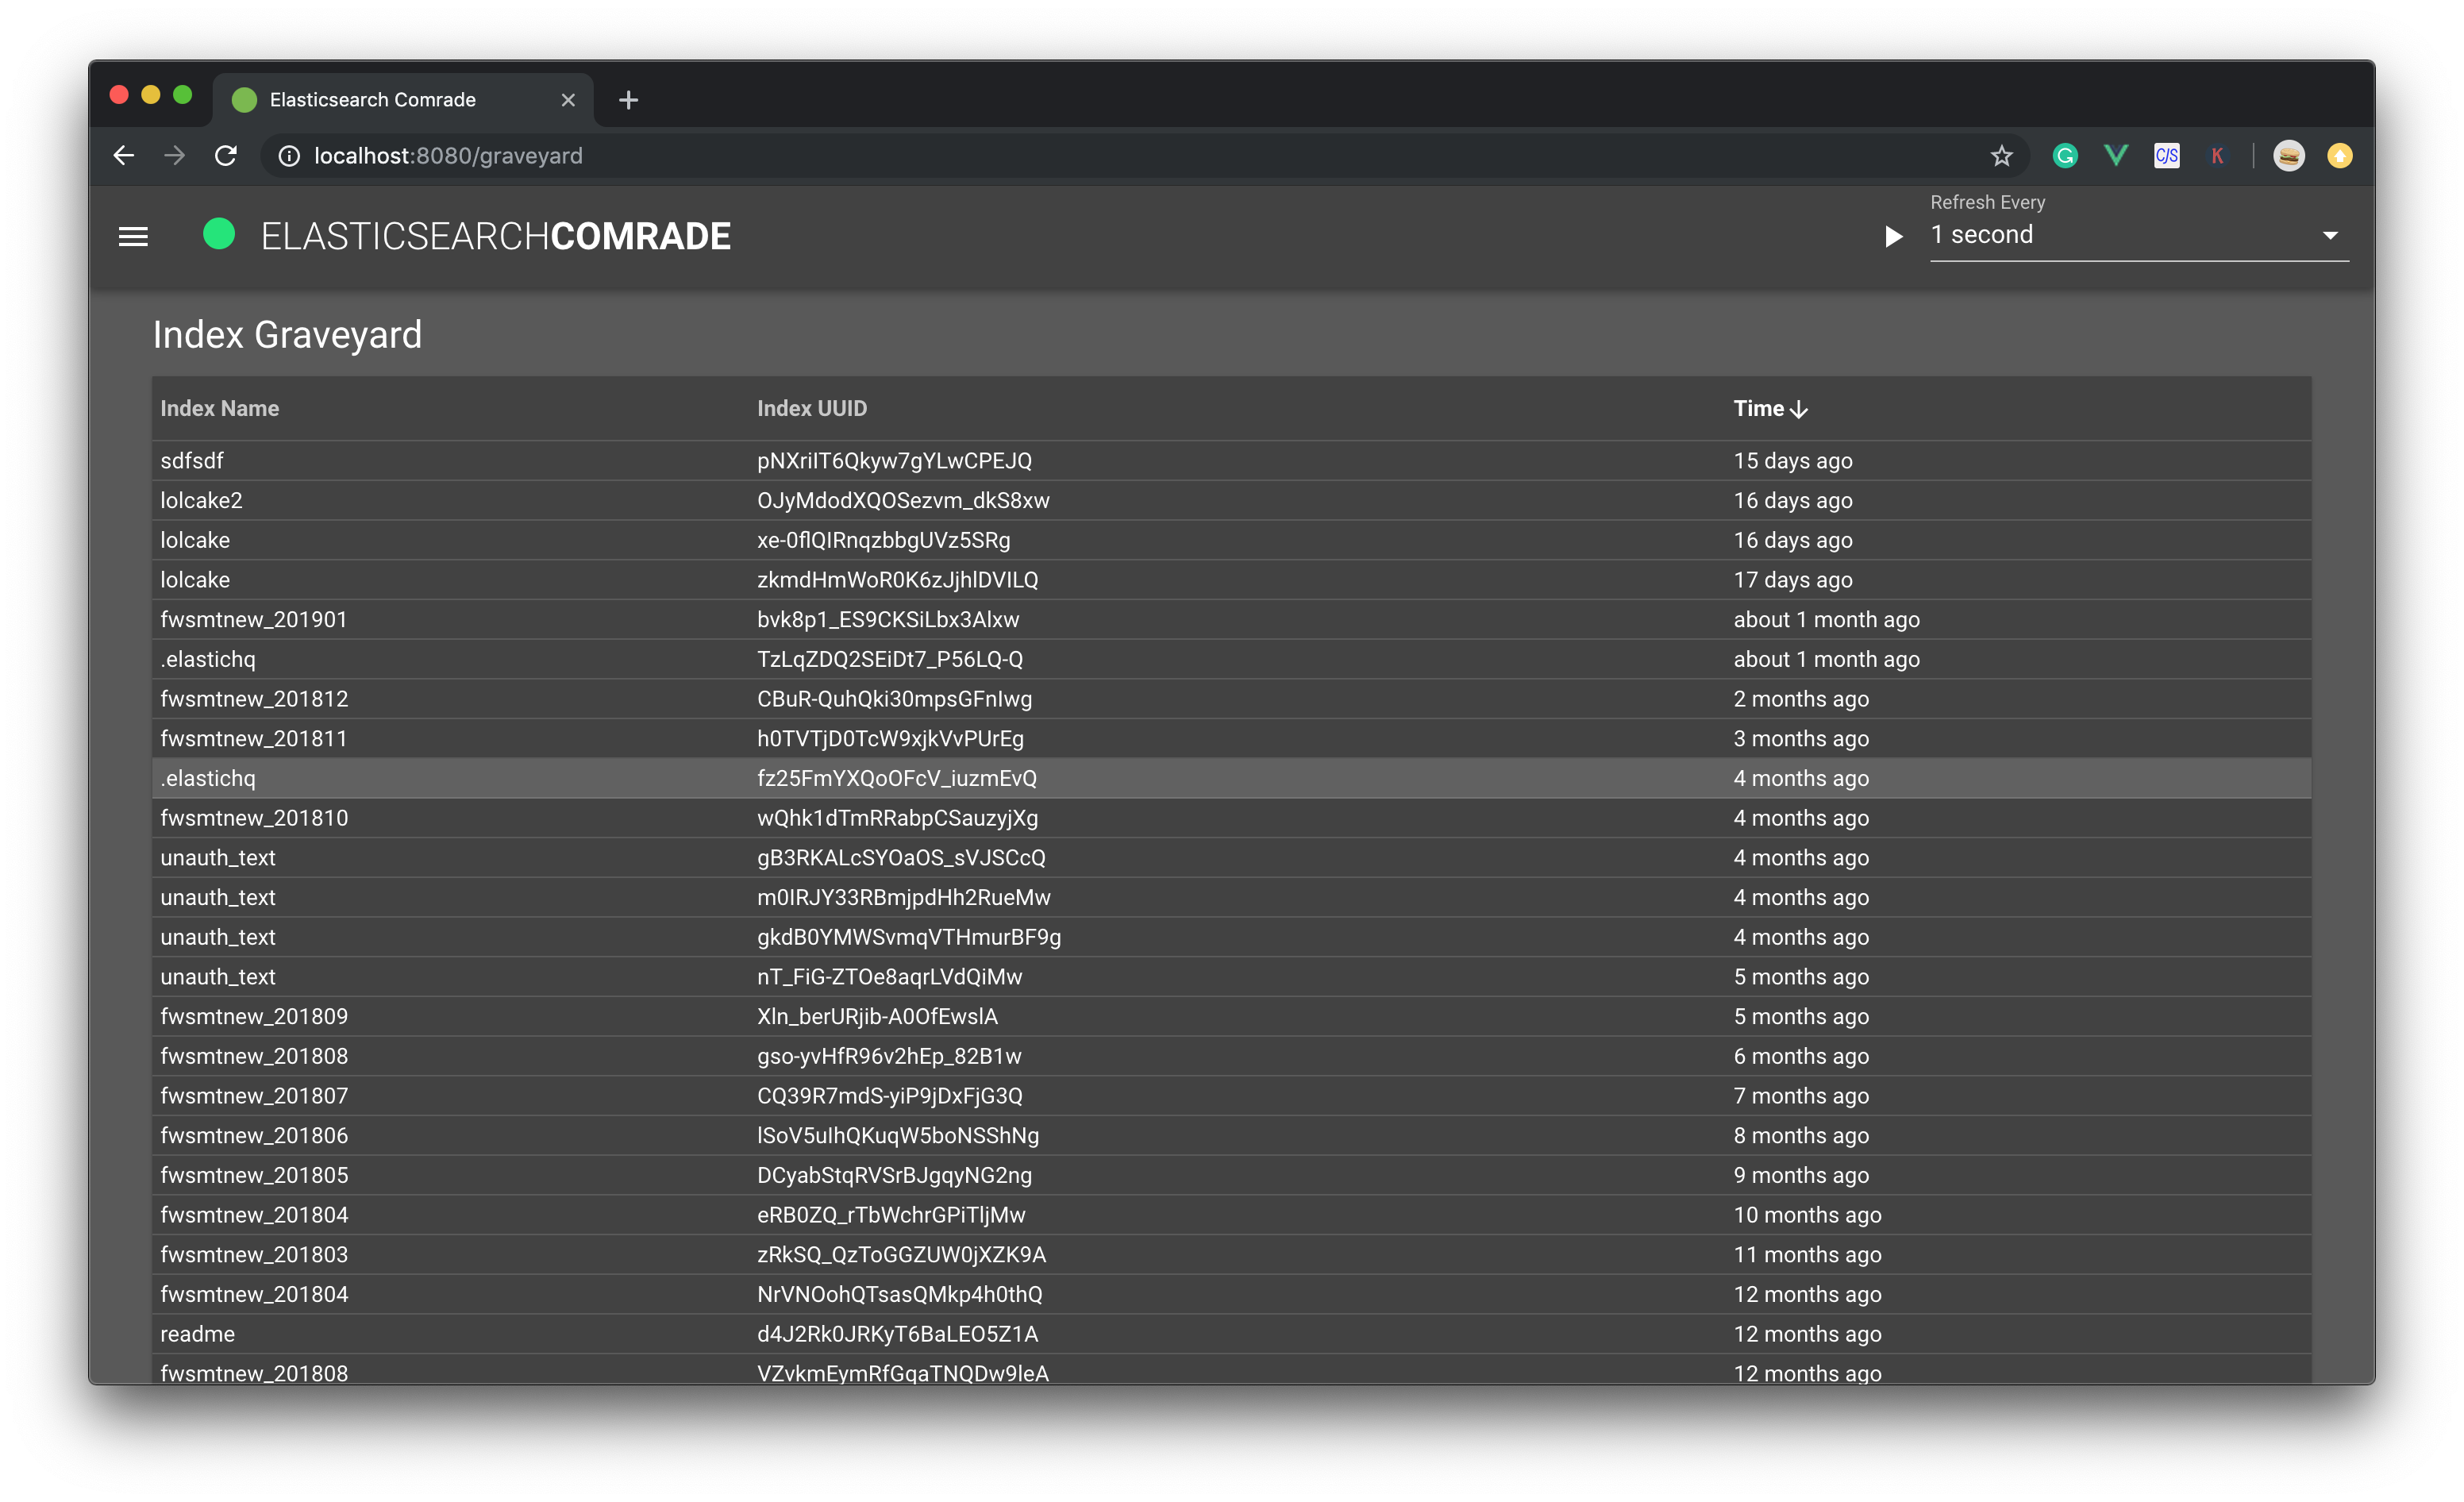 Elasticsearch Comrade
localhost:8080/graveyard
C/S
K
Refresh Every
ELASTICSEARCHCOMRADE
1 second
Index Graveyard
Index Name Index UUID Time
sdfsdf pNXriIT6Qkyw7gYLwCPEJQ 15 days ago
lolcake2 OJyMdodXQOSezvm_dkS8xw 16 days ago
lolcake xe-0flQIRnqzbbgUVz5SRg 16 days ago
lolcake zkmdHmWoR0K6zJjhlDVILQ 17 days ago
fwsmtnew_201901 bvk8p1_ES9CKSiLbx3Alxw about 1 month ago
.elastichq TzLqZDQ2SEiDt7_P56LQ-Q about 1 month ago
fwsmtnew_201812 CBuR-QuhQki30mpsGFnIwg 2 months ago
fwsmtnew_201811 h0TVTjD0TcW9xjkVvPUrEg 3 months ago
.elastichq fz25FmYXQoOFcV_iuzmEvQ 4 months ago
fwsmtnew_201810 wQhk1dTmRRabpCSauzyjXg 4 months ago
unauth_text gB3RKALcSYOaOS_sVJSCcQ 4 months ago
unauth_text m0IRJY33RBmjpdHh2RueMw 4 months ago
unauth_text gkdB0YMWSvmqVTHmurBF9g 4 months ago
unauth_text nT_FiG-ZTOe8aqrLVdQiMw 5 months ago
fwsmtnew_201809 Xln_berURjib-A0OfEwslA 5 months ago
fwsmtnew_201808 gso-yvHfR96v2hEp_82B1w 6 months ago
fwsmtnew_201807 CQ39R7mdS-yiP9jDxFjG3Q 7 months ago
fwsmtnew_201806 lSoV5uIhQKuqW5boNSShNg 8 months ago
fwsmtnew_201805 DCyabStqRVSrBJgqyNG2ng 9 months ago
fwsmtnew_201804 eRB0ZQ_rTbWchrGPiTljMw 10 months ago
fwsmtnew_201803 zRkSQ_QzToGGZUW0jXZK9A 11 months ago
fwsmtnew_201804 NrVNOohQTsasQMkp4h0thQ 12 months ago
readme d4J2Rk0JRKyT6BaLEO5Z1A 12 months ago
fwsmtnew_201808 VZvkmEymRfGqaTNQDw9leA 12 months ago